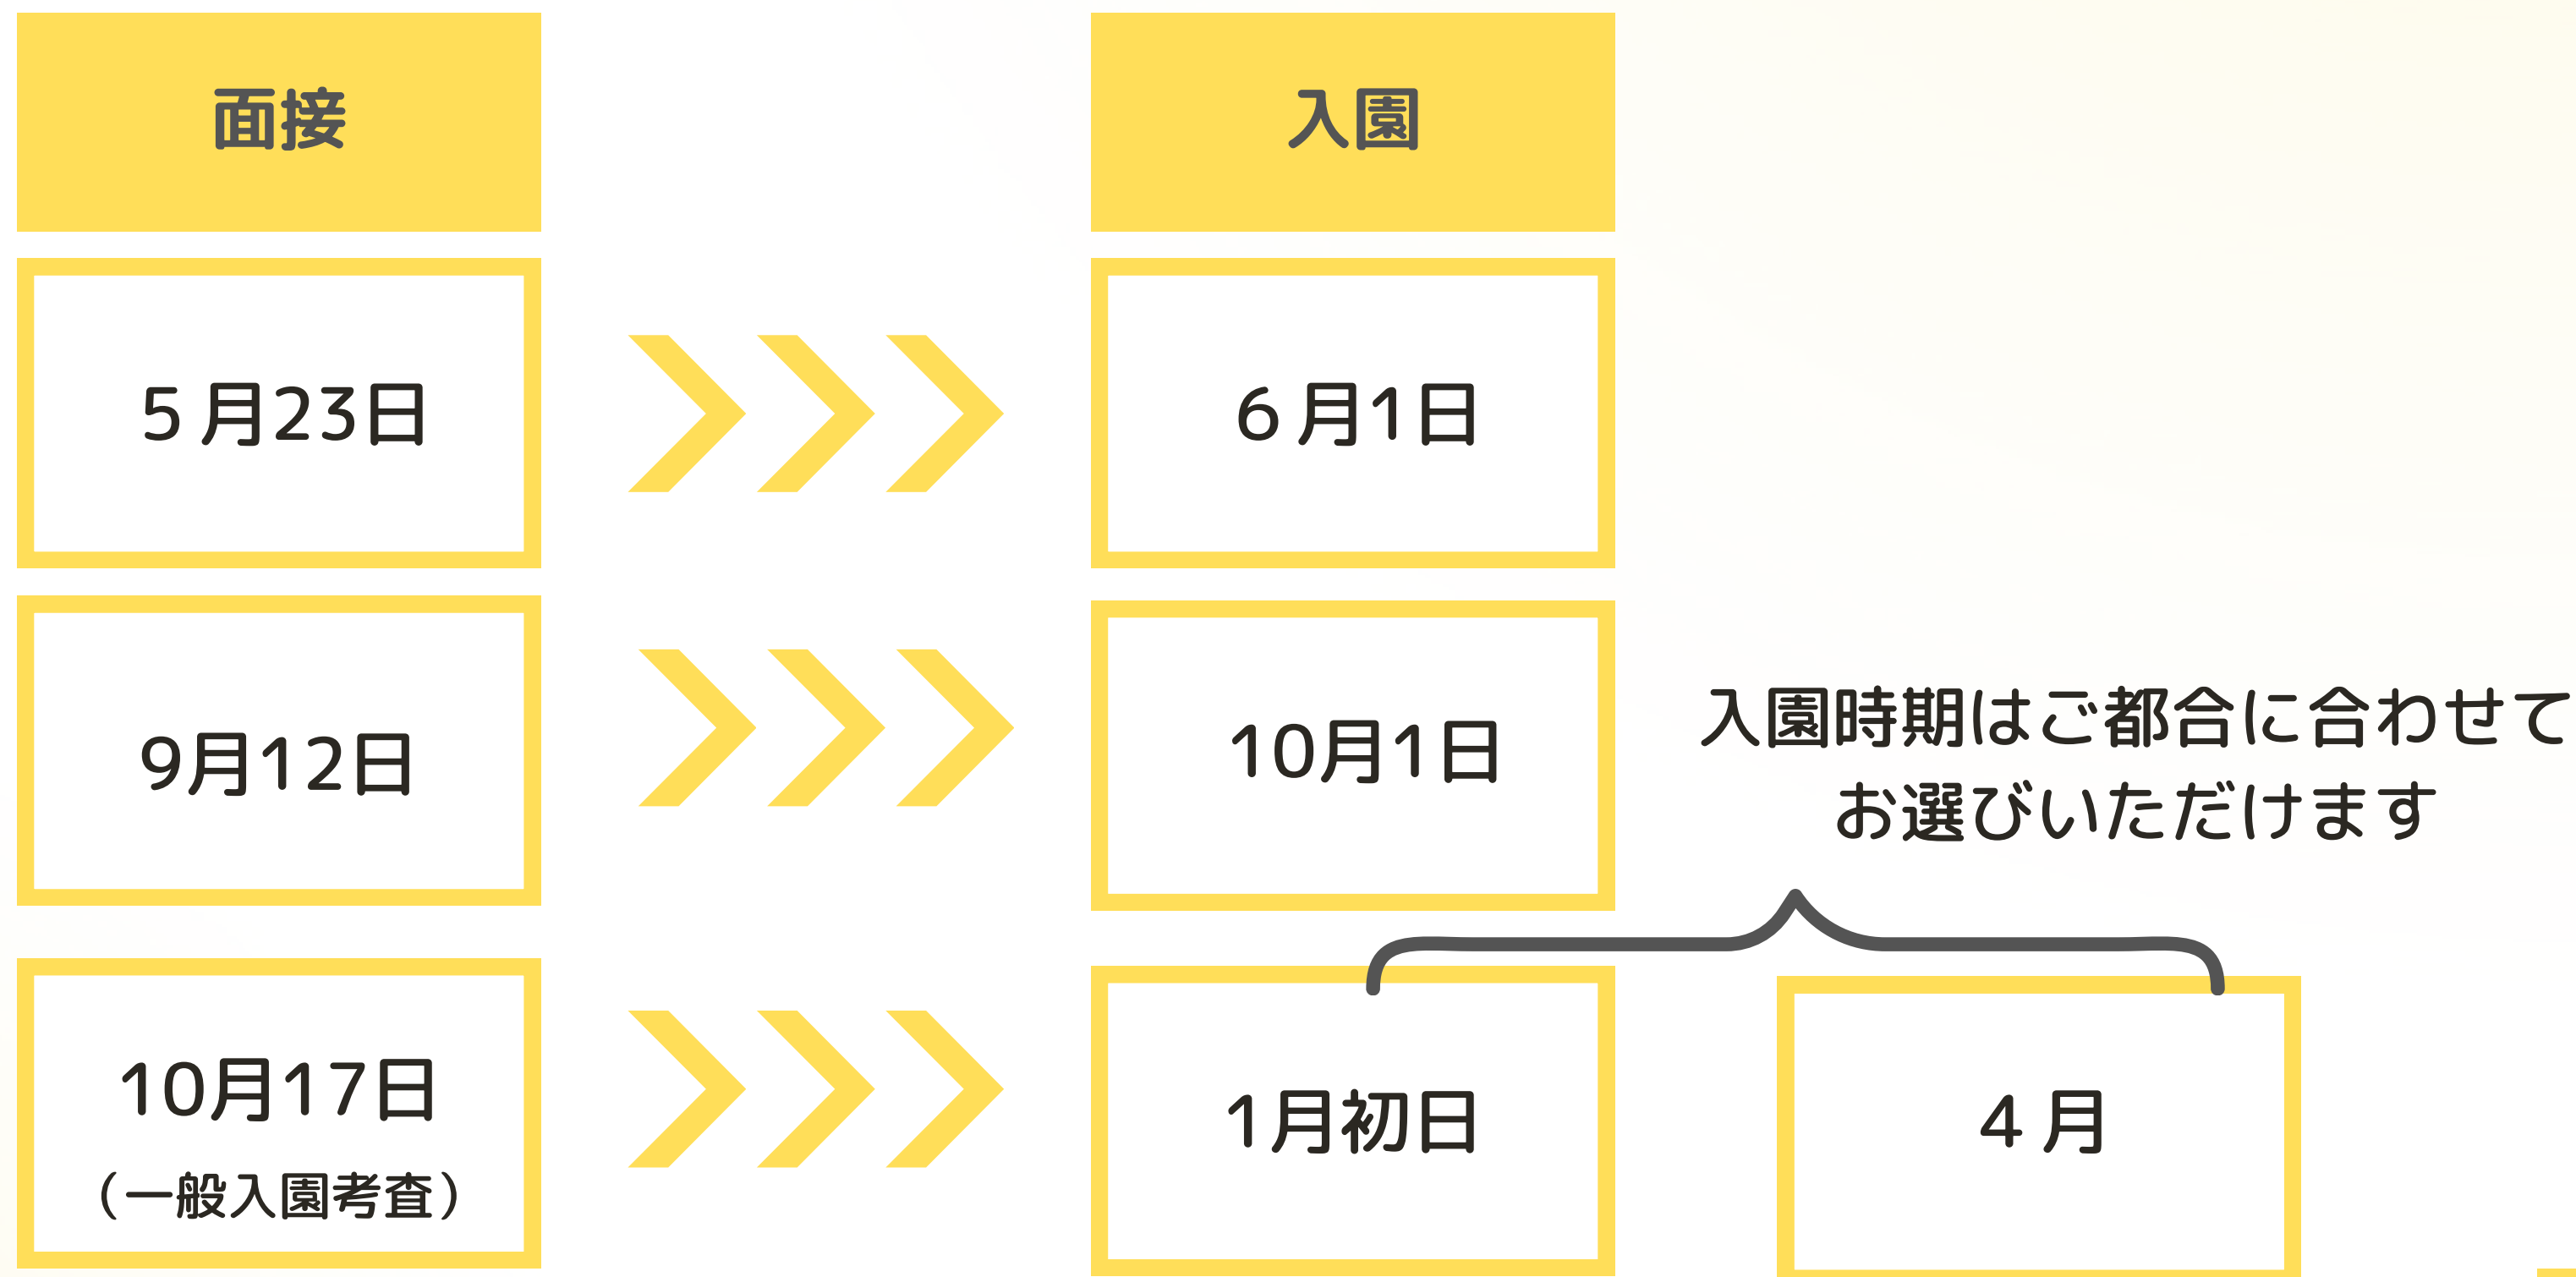 面接
入園
5月23日
6月1日
9月12日
10月1日
入園時期はご都合に合わせて
お選びいただけます
10月17日
（一般入園考査）
1月初日
4月